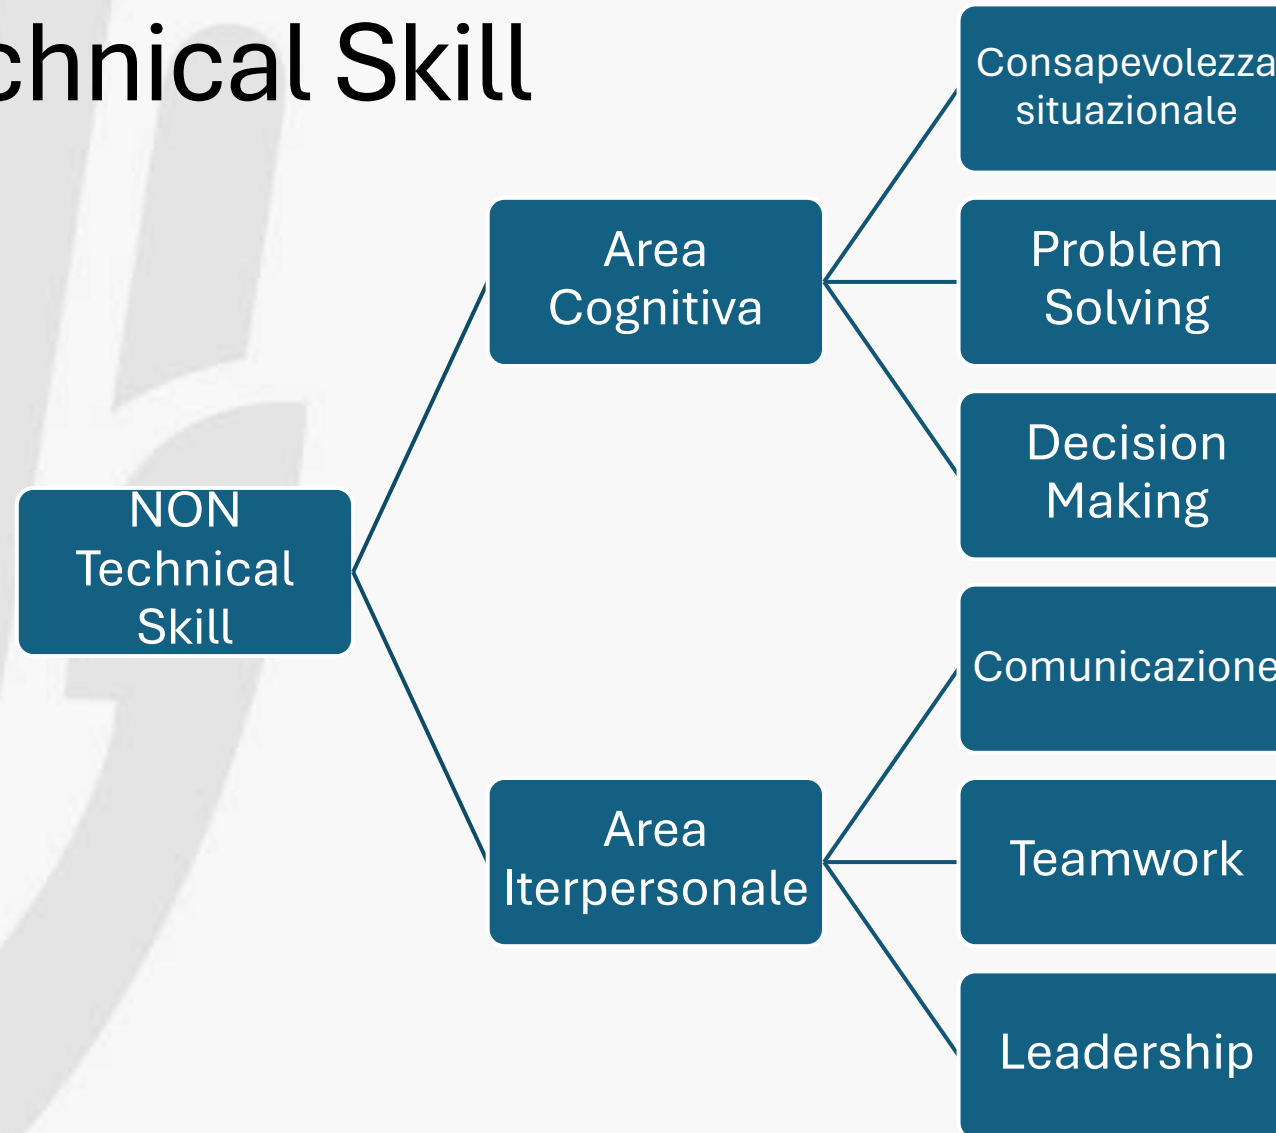 chnical Skill
Consapevolezza
situazionale
Area
Cognitiva
Problem
Solving
Decision
Making
NON
Technical
Skill
Comunicazione
Area
Iterpersonale
Teamwork
Leadership